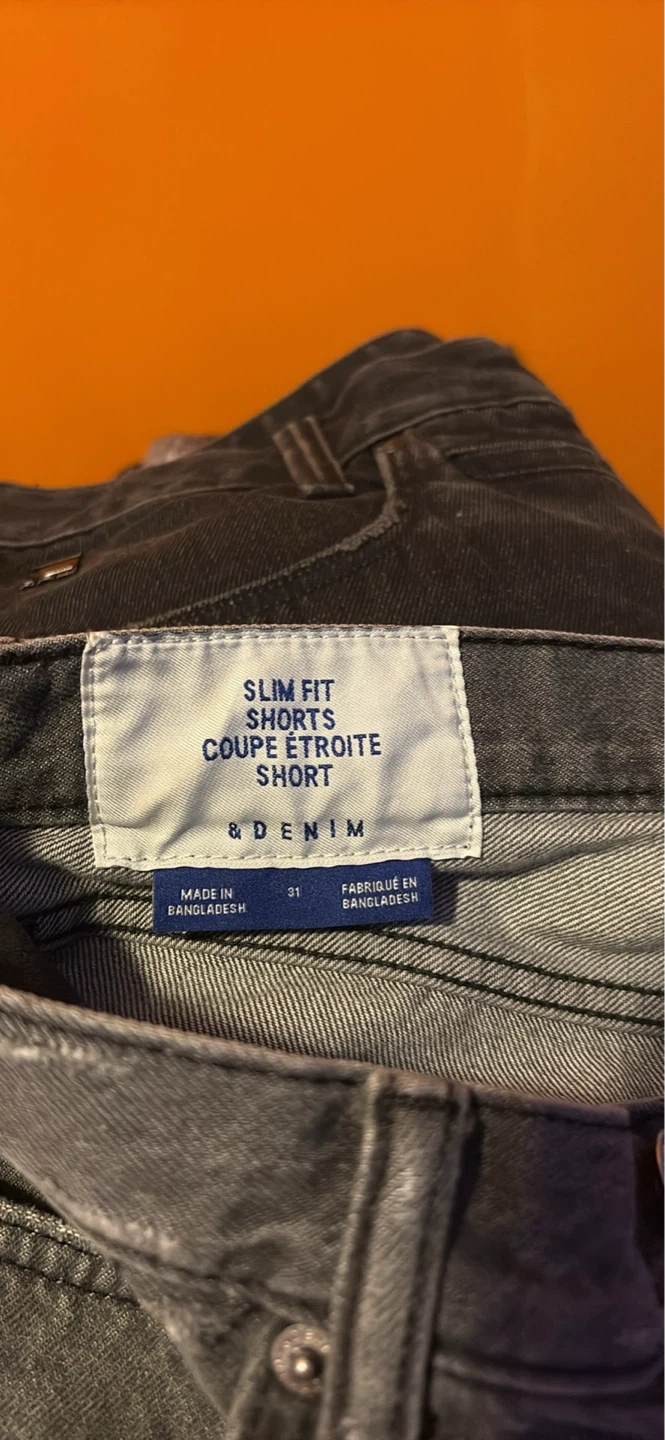 SLIM FIT
SHORTS
COUPE ÉTROITE
SHORT
& DENIM
MADE IN
BANGLADESH
31
FABRIQUÉ EN
BANGLADESH